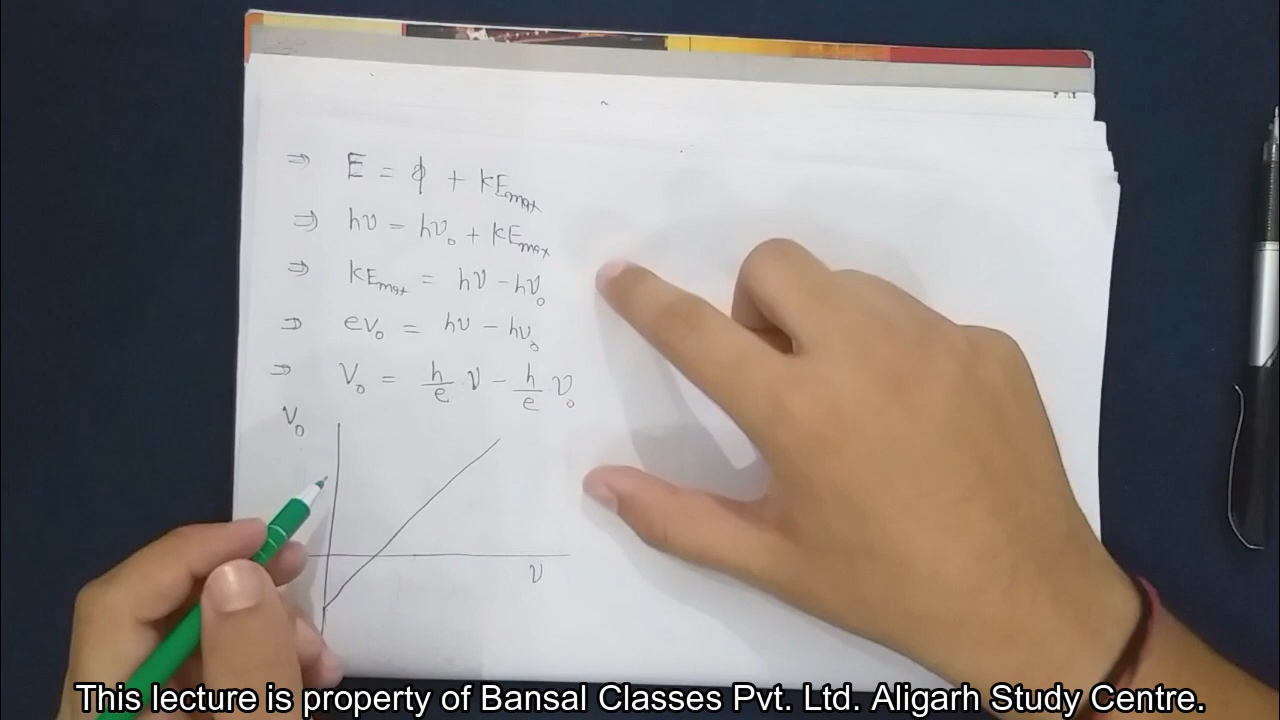 ⇒ E = φ + KEmax
⇒ hν = hν₀ + KEmax
⇒ KEmax = hν - hν₀
⇒ eV₀ = hν - hν₀
⇒ V₀ = h/e ν - h/e ν₀
V₀
ν
This lecture is property of Bansal Classes Pvt. Ltd. Aligarh Study Centre.